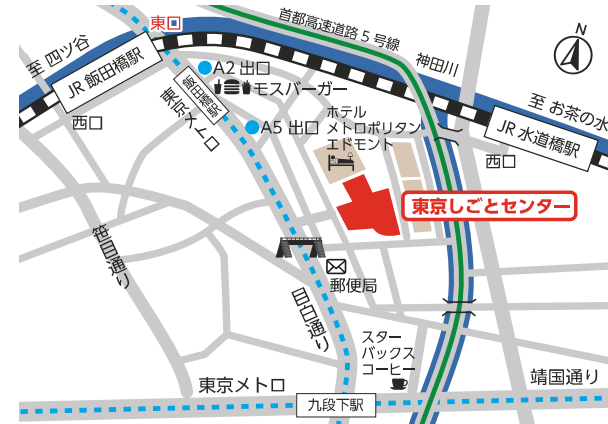 東口
首都高速道路5号線
N
至 四ツ谷
JR 飯田橋駅
A2 出口
神田川
モスバーガー
飯田橋駅
東京メトロ
至 お茶の水
西口
A5 出口
ホテル
メトロポリタン
エドモント
JR 水道橋駅
西口
東京しごとセンター
笹目通り
郵便局
目白通り
スター
バックス
コーヒー
東京メトロ
靖国通り
九段下駅